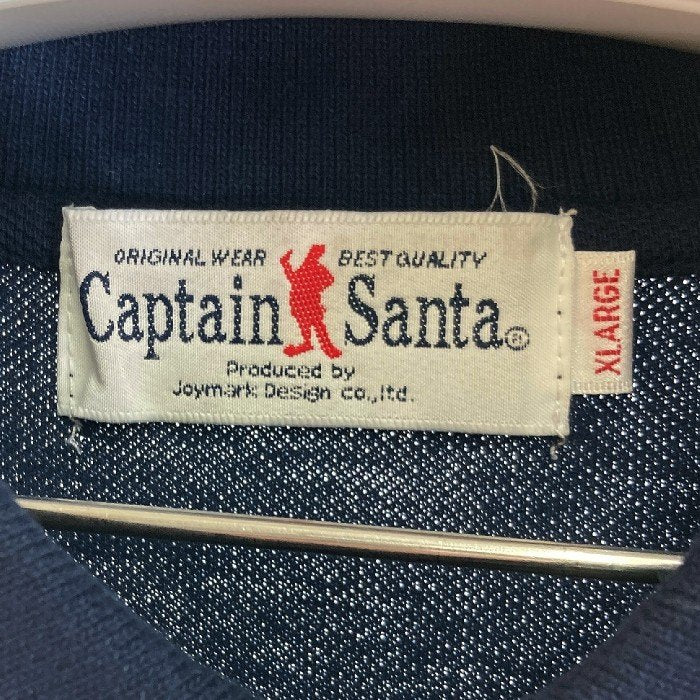 ORIGINAL WEAR BEST QUALITY
Captain Santa®
Produced by
Joymark Design co.,ltd.
XLARGE